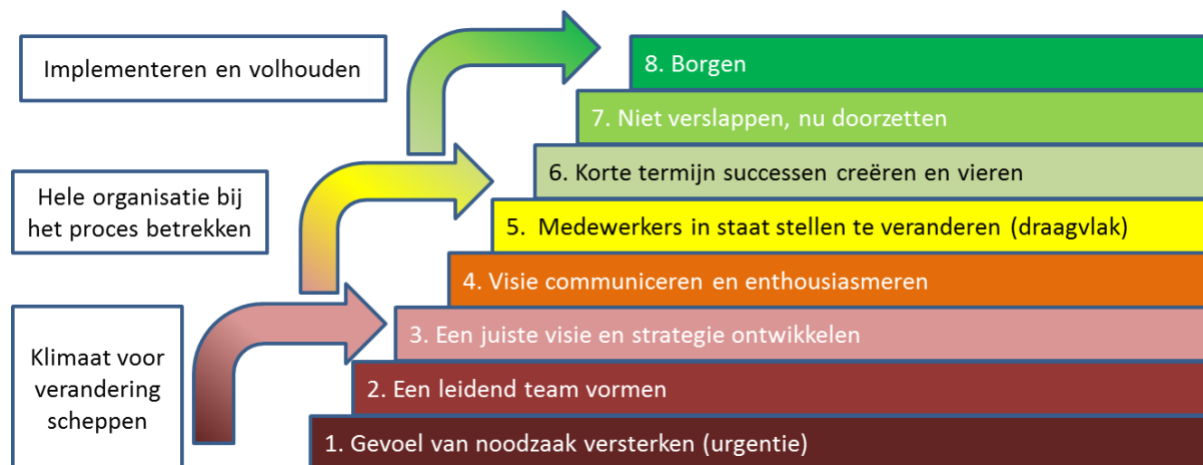 Implementeren en volhouden
Hele organisatie bij
het proces betrekken
Klimaat voor
verandering
scheppen
8. Borgen
7. Niet verslappen, nu doorzetten
6. Korte termijn successen creëren en vieren
5. Medewerkers in staat stellen te veranderen (draagvlak)
4. Visie communiceren en enthousiasmeren
3. Een juiste visie en strategie ontwikkelen
2. Een leidend team vormen
1. Gevoel van noodzaak versterken (urgentie)